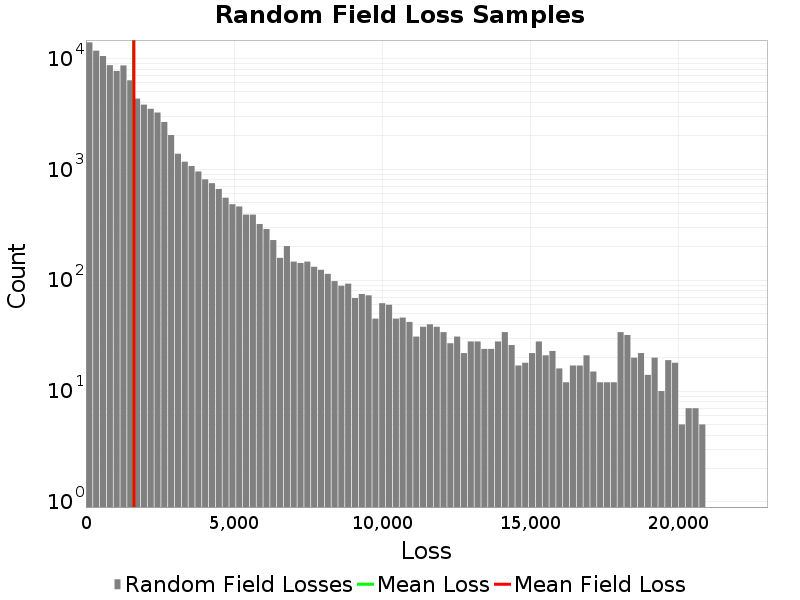 Random Field Loss Samples
Count
10^4
10^3
10^2
10^1
10^0
0 5,000 10,000 15,000 20,000
Loss
Random Field Losses Mean Loss Mean Field Loss